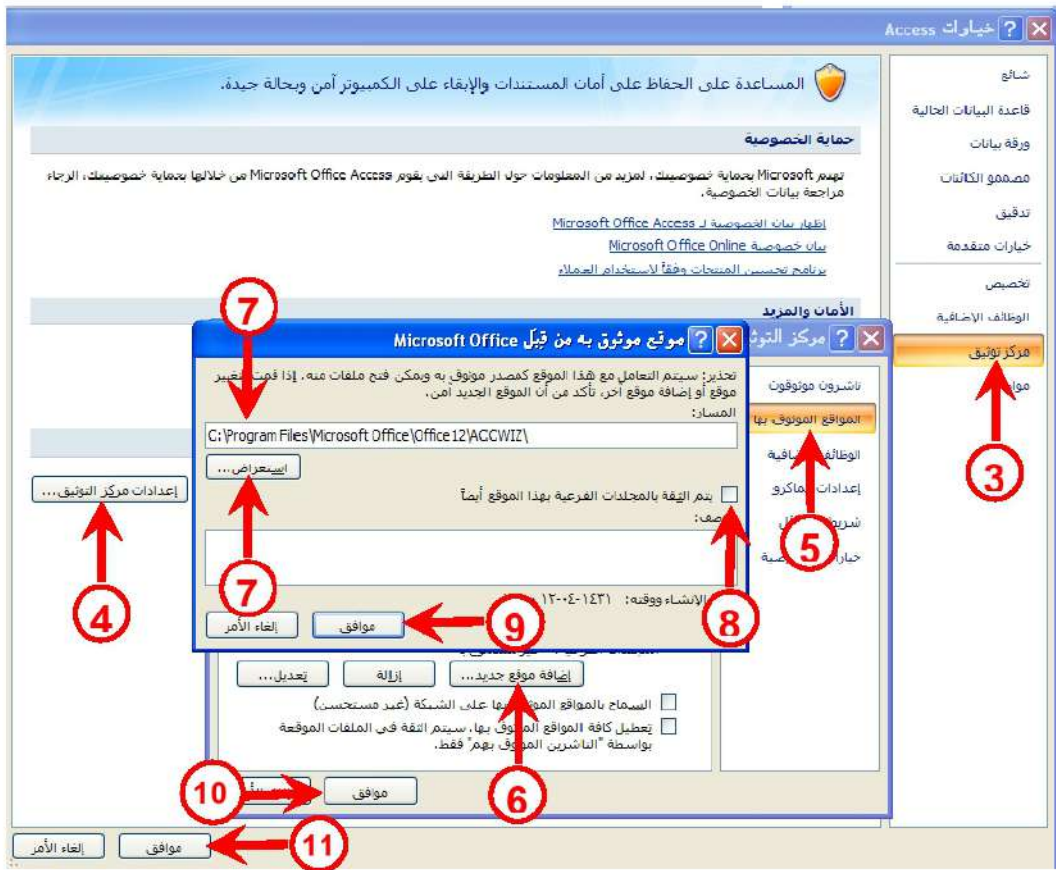 خيارات Access
شائع
قاعدة البيانات الحالية
ورقة بيانات
مصممو الكائنات
تدقيق
خيارات متقدمة
تخصيص
الوظائف الإضافية
مركز توثيق
3
المساعدة على الحفاظ على أمان المستندات والإبقاء على الكمبيوتر آمن وبحالة جيدة.
حماية الخصوصية
تهتم Microsoft بحماية خصوصيتك، لمزيد من المعلومات حول الطريقة التي يقوم Microsoft Office Access من خلالها بحماية خصوصيتك، الرجاء
مراجعة بيانات الخصوصية.
إظهار بيان الخصوصية لـ Microsoft Office Access
بيان خصوصية Microsoft Office Online
برنامج تحسين المنتجات وفقاً لاستخدام العملاء
الأمان والمزيد
إعدادات مركز التوثيق...
4
مركز
ناشرون موثوقون
المواقع الموثوق بها
الوظائف
إعدادات
5
7
موقع موثوق به من قِبَل Microsoft Office
تحذير: سيتم التعامل مع هذا الموقع كمصدر موثوق به ويمكن فتح ملفات منه. إذا قمت بتغيير
موقع أو إضافة موقع آخر، تأكد من أن الموقع الجديد آمن.
المسار:
C:\Program Files\Microsoft Office\Office12\ACCWIZ\
استعراض...
يتم الثقة بالمجلدات الفرعية بهذا الموقع أيضاً
7
8
الإنشاء ووقته: ١٤٣١-٠٤-١٢
موافق
إلغاء الأمر
9
إضافة موقع جديد...
إزالة
تعديل...
السماح بالمواقع الموثوق بها على الشبكة (غير مستحسن)
تعطيل كافة المواقع الموثوق بها. سيتم الثقة في الملفات الموقعة
بواسطة "الناشرين الموثوق بهم" فقط.
6
موافق
10
موافق
إلغاء الأمر
11